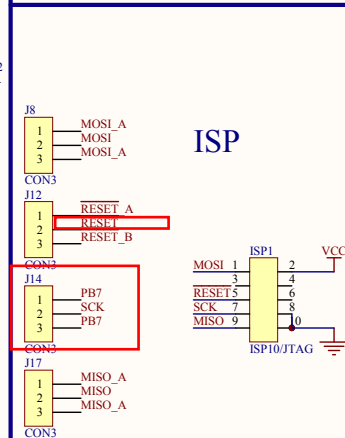 2
J8
1 MOSI_A
2 MOSI
3 MOSI_A
CON3
ISP
J12
1 RESET_A
2 RESET
3 RESET_B
CON3
J14
1 PB7
2 SCK
3 PB7
CON3
J17
1 MISO_A
2 MISO
3 MISO_A
CON3
ISP1
VCC
MOSI 1 2
3 4
RESET 5 6
SCK 7 8
MISO 9 10
ISP10/JTAG